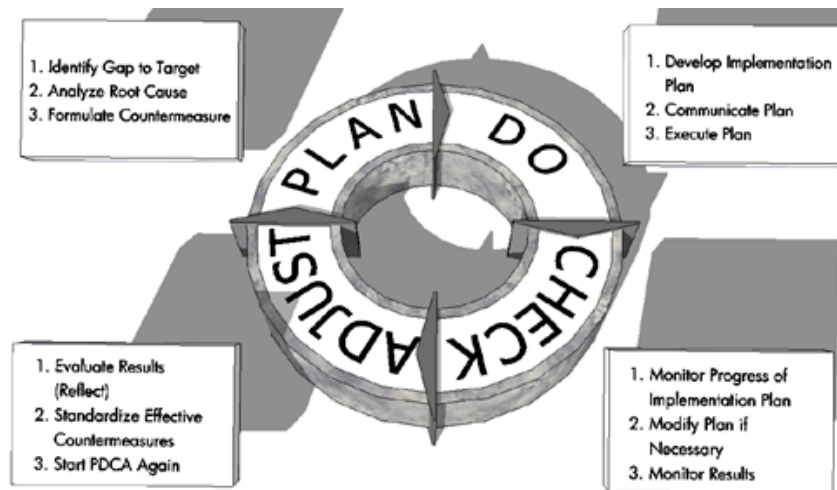 1. Identify Gap to Target
2. Analyze Root Cause
3. Formulate Countermeasure
1. Develop Implementation
Plan
2. Communicate Plan
3. Execute Plan
PLAN
DO
CHECK
ADJUST
1. Evaluate Results
(Reflect)
2. Standardize Effective
Countermeasures
3. Start PDCA Again
1. Monitor Progress of
Implementation Plan
2. Modify Plan if
Necessary
3. Monitor Results